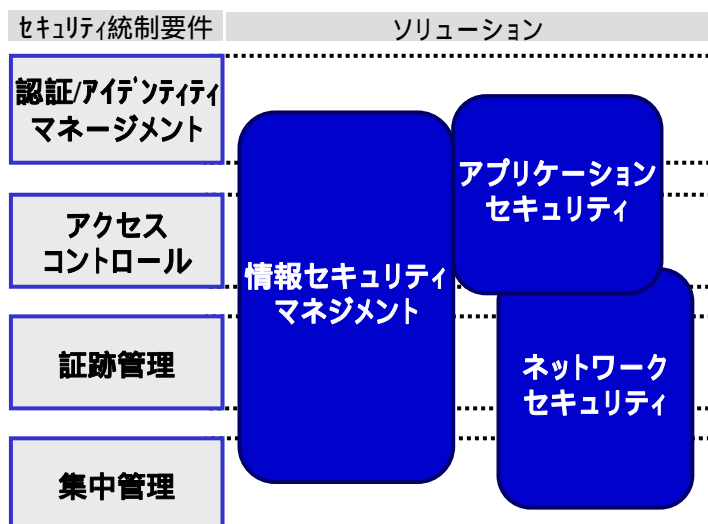 セキュリティ統制要件
ソリューション
認証/アイデンティティ
マネージメント
アクセス
コントロール
証跡管理
集中管理
情報セキュリティ
マネジメント
アプリケーション
セキュリティ
ネットワーク
セキュリティ